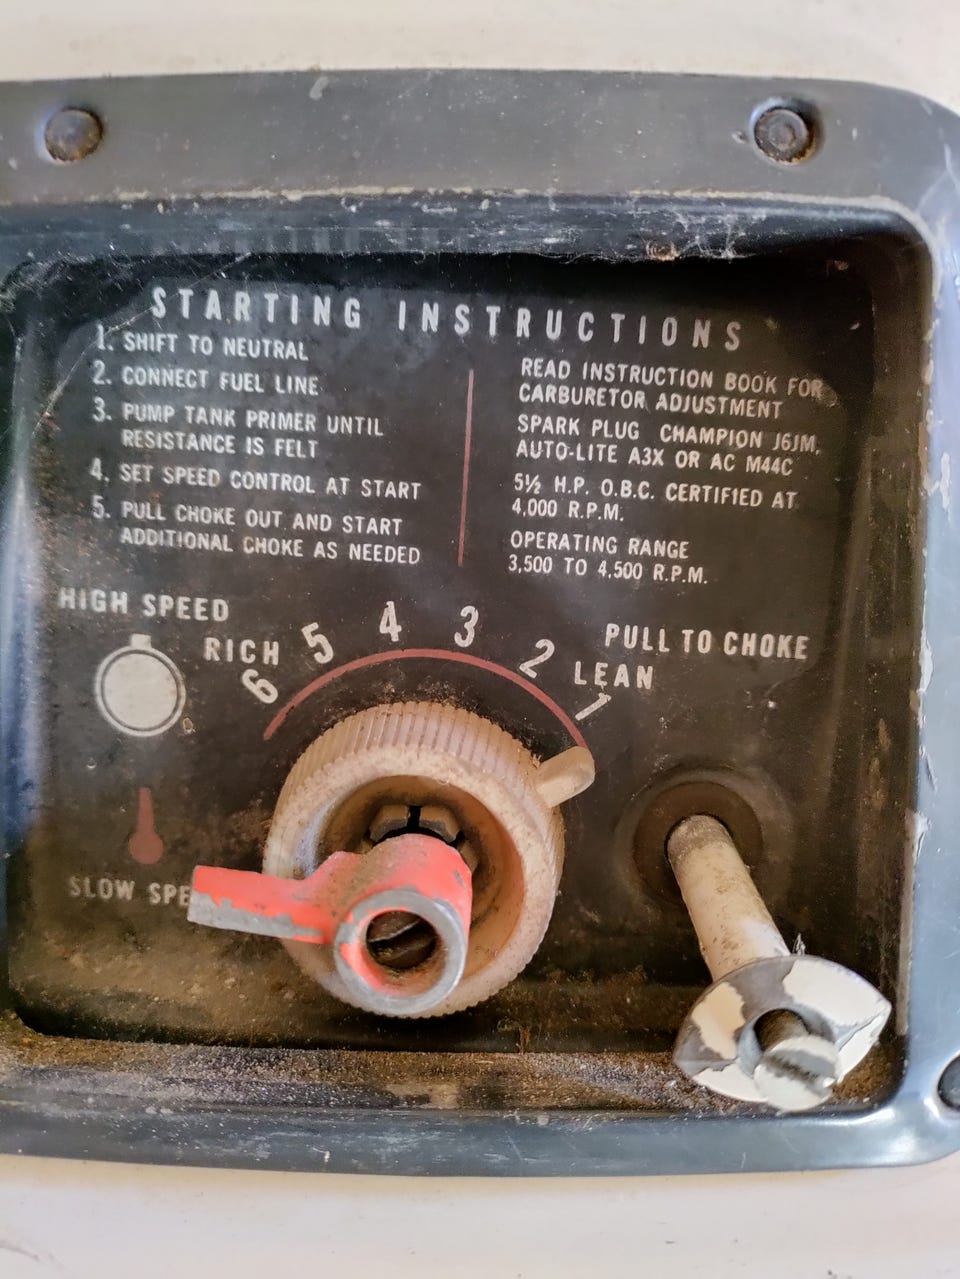 STARTING INSTRUCTIONS
1. SHIFT TO NEUTRAL
2. CONNECT FUEL LINE
3. PUMP TANK PRIMER UNTIL
RESISTANCE IS FELT
4. SET SPEED CONTROL AT START
5. PULL CHOKE OUT AND START
ADDITIONAL CHOKE AS NEEDED
READ INSTRUCTION BOOK FOR
CARBURETOR ADJUSTMENT
SPARK PLUG CHAMPION J6JM,
AUTO-LITE A3X OR AC M44C
5½ H.P. O.B.C. CERTIFIED AT
4,000 R.P.M.
OPERATING RANGE
3,500 TO 4,500 R.P.M.
HIGH SPEED
RICH
6 5 4 3 2 1
LEAN
PULL TO CHOKE
SLOW SPE